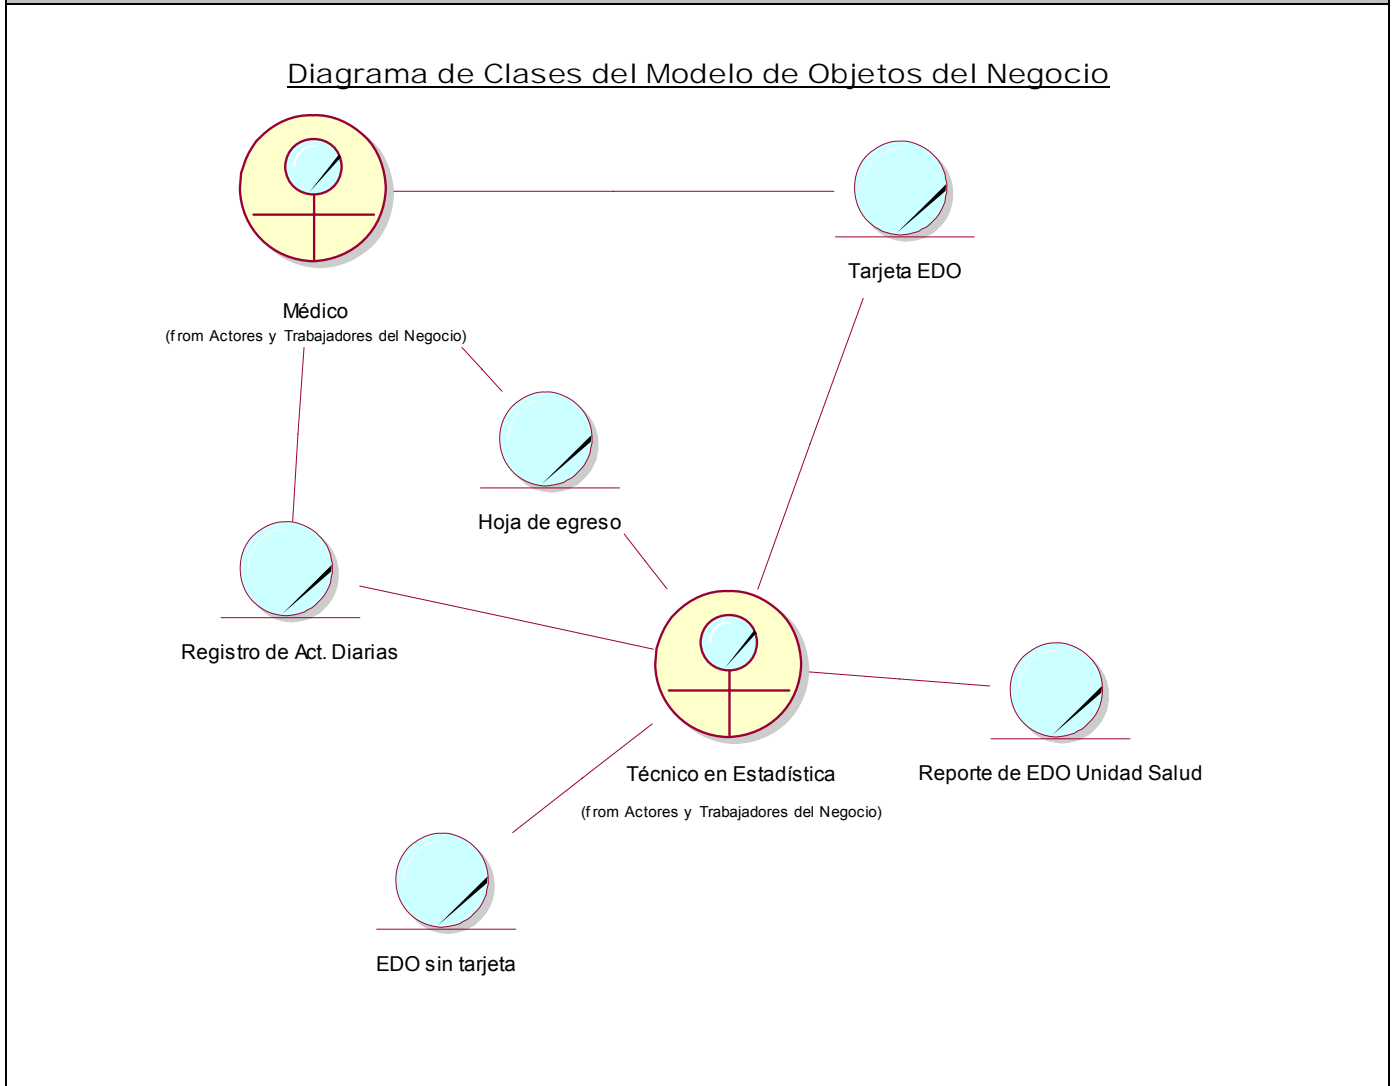 Diagrama de Clases del Modelo de Objetos del Negocio
Tarjeta EDO
Médico
(from Actores y Trabajadores del Negocio)
Hoja de egreso
Registro de Act. Diarias
Técnico en Estadística
(from Actores y Trabajadores del Negocio)
Reporte de EDO Unidad Salud
EDO sin tarjeta